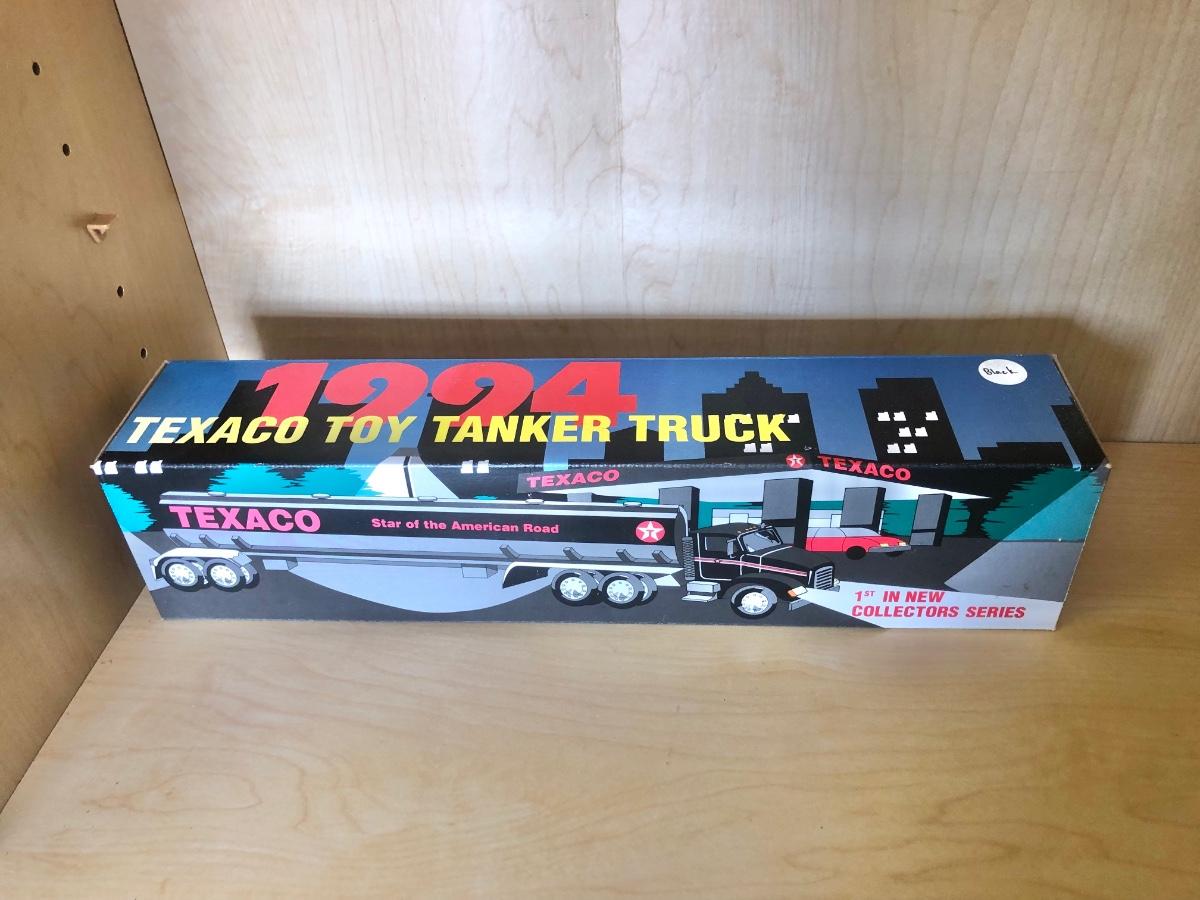 1994
Black
TEXACO TOY TANKER TRUCK
TEXACO
TEXACO
TEXACO
Star of the American Road
1ST IN NEW
COLLECTORS SERIES